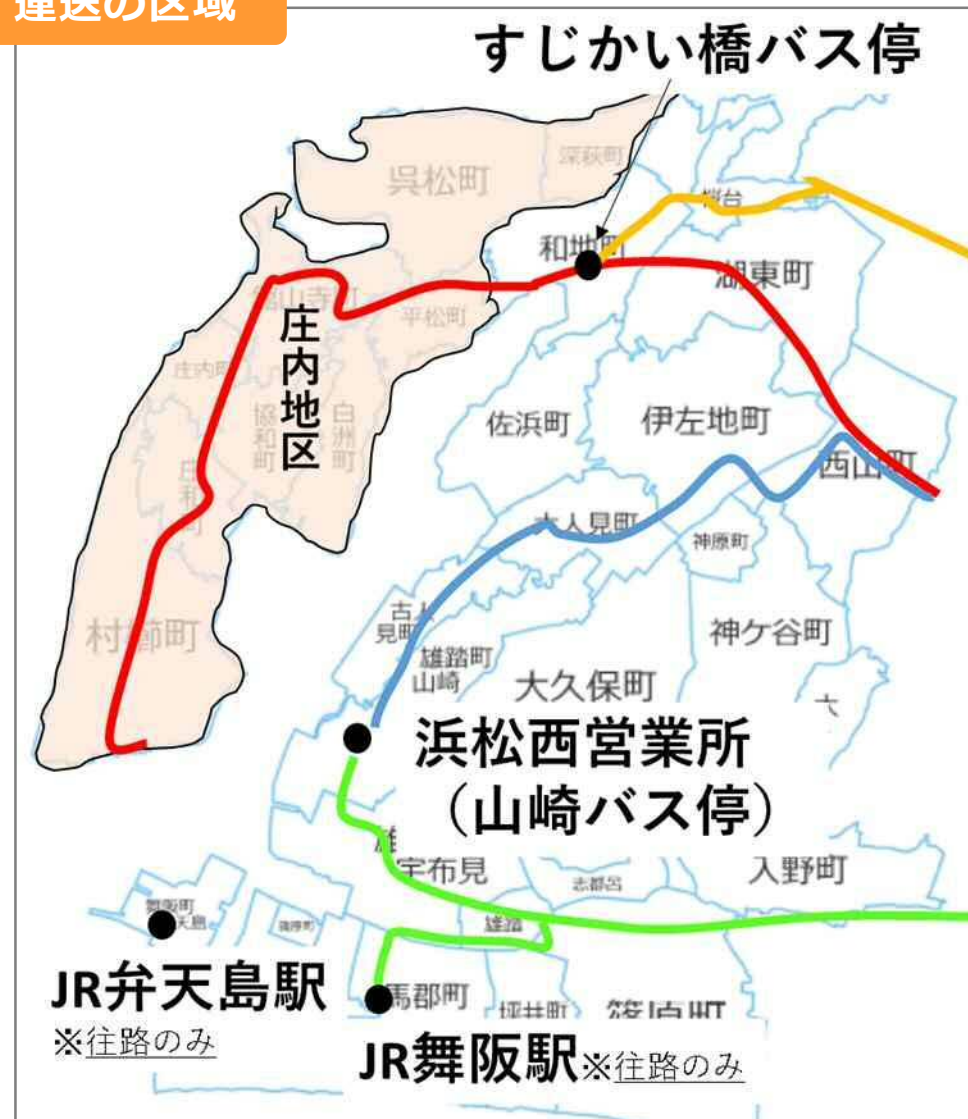 運送の区域
すじかい橋バス停
深萩町
呉松町
桜台
和地町
湖東町
舘山寺町
平松町
庄内地区
庄内町
協和町
白洲町
佐浜町
伊左地町
西山町
庄和町
大人見町
神原町
古人見町
村櫛町
神ケ谷町
雄踏町
山崎
大久保町
浜松西営業所
（山崎バス停）
雄
宇布見
志都呂
入野町
舞阪町
弁天島
雄踏
JR弁天島駅
※往路のみ
馬郡町
坪井町
篠原町
JR舞阪駅※往路のみ